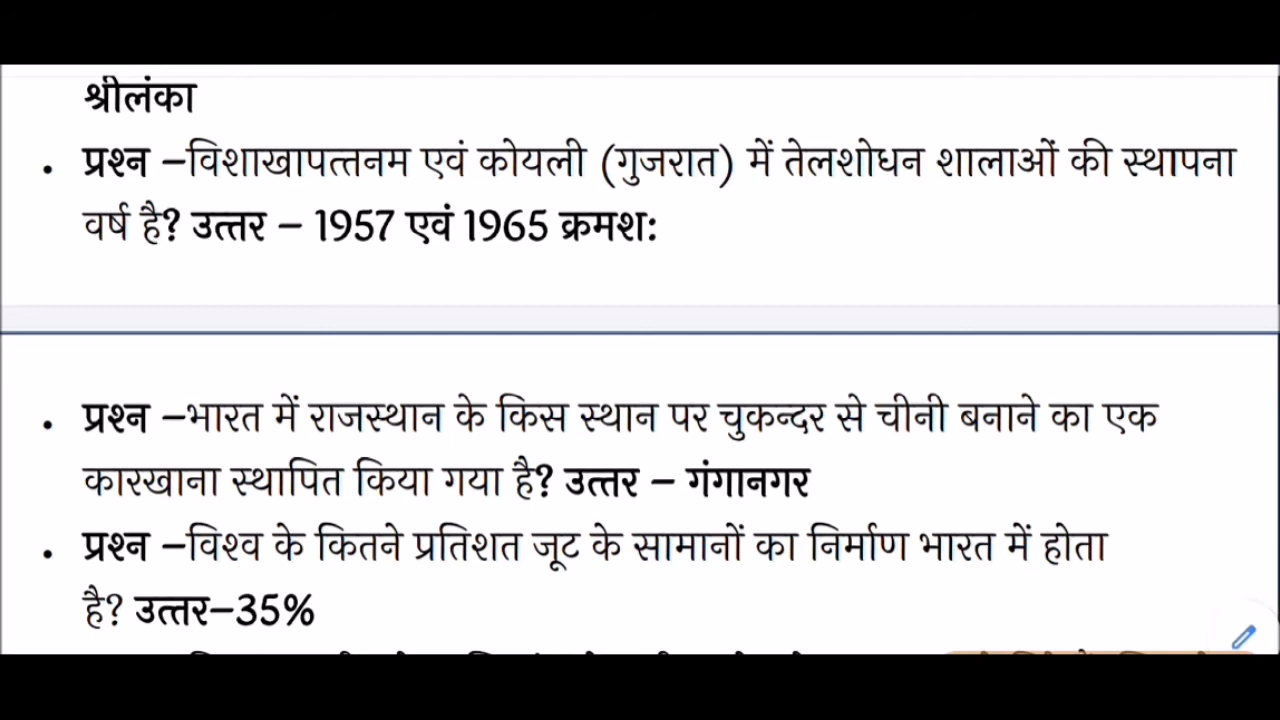 श्रीलंका
• प्रश्न –विशाखापत्तनम एवं कोयली (गुजरात) में तेलशोधन शालाओं की स्थापना
वर्ष है? उत्तर – 1957 एवं 1965 क्रमश:
• प्रश्न –भारत में राजस्थान के किस स्थान पर चुकन्दर से चीनी बनाने का एक
कारखाना स्थापित किया गया है? उत्तर – गंगानगर
• प्रश्न –विश्व के कितने प्रतिशत जूट के सामानों का निर्माण भारत में होता
है? उत्तर–35%